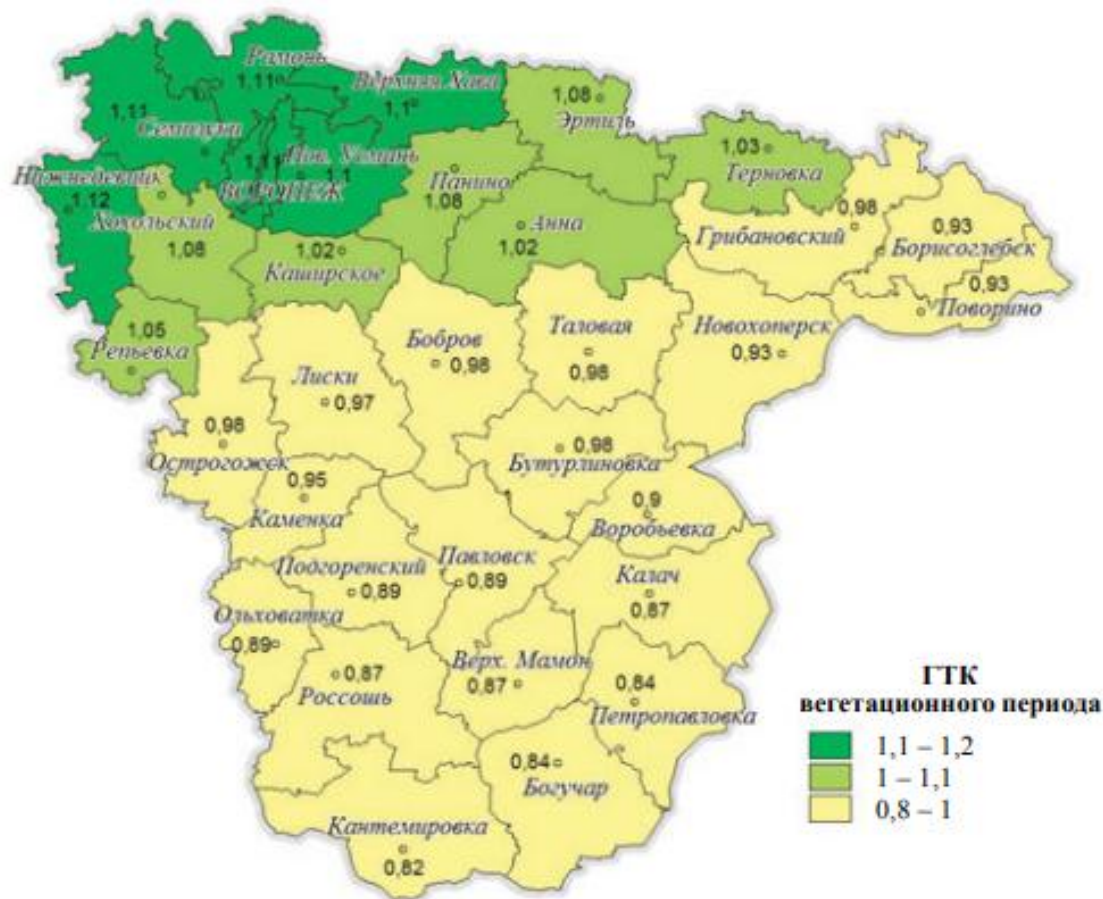 Рамонь
1,11
Верхняя Хава
1,1
1,08
Эртиль
1,11
Семилуки
1,11
Нов. Усмань
1,1
ВОРОНЕЖ
Нижнедевицк
1,12
Хохольский
1,08
Панино
1,08
1,03
Терновка
Анна
1,02
1,02
Каширское
0,98
Грибановский
0,93
Борисоглебск
0,93
Поворино
1,05
Репьевка
Бобров
0,98
Таловая
0,98
Новохоперск
0,93
Лиски
0,97
0,98
Острогожск
0,98
Бутурлиновка
0,95
Каменка
0,9
Воробьевка
Подгоренский
0,89
Павловск
0,89
Калач
0,87
Ольховатка
0,89
0,87
Россошь
Верх. Мамон
0,87
0,84
Петропавловка
0,84
Богучар
Кантемировка
0,82
ГТК
вегетационного периода
1,1 – 1,2
1 – 1,1
0,8 – 1